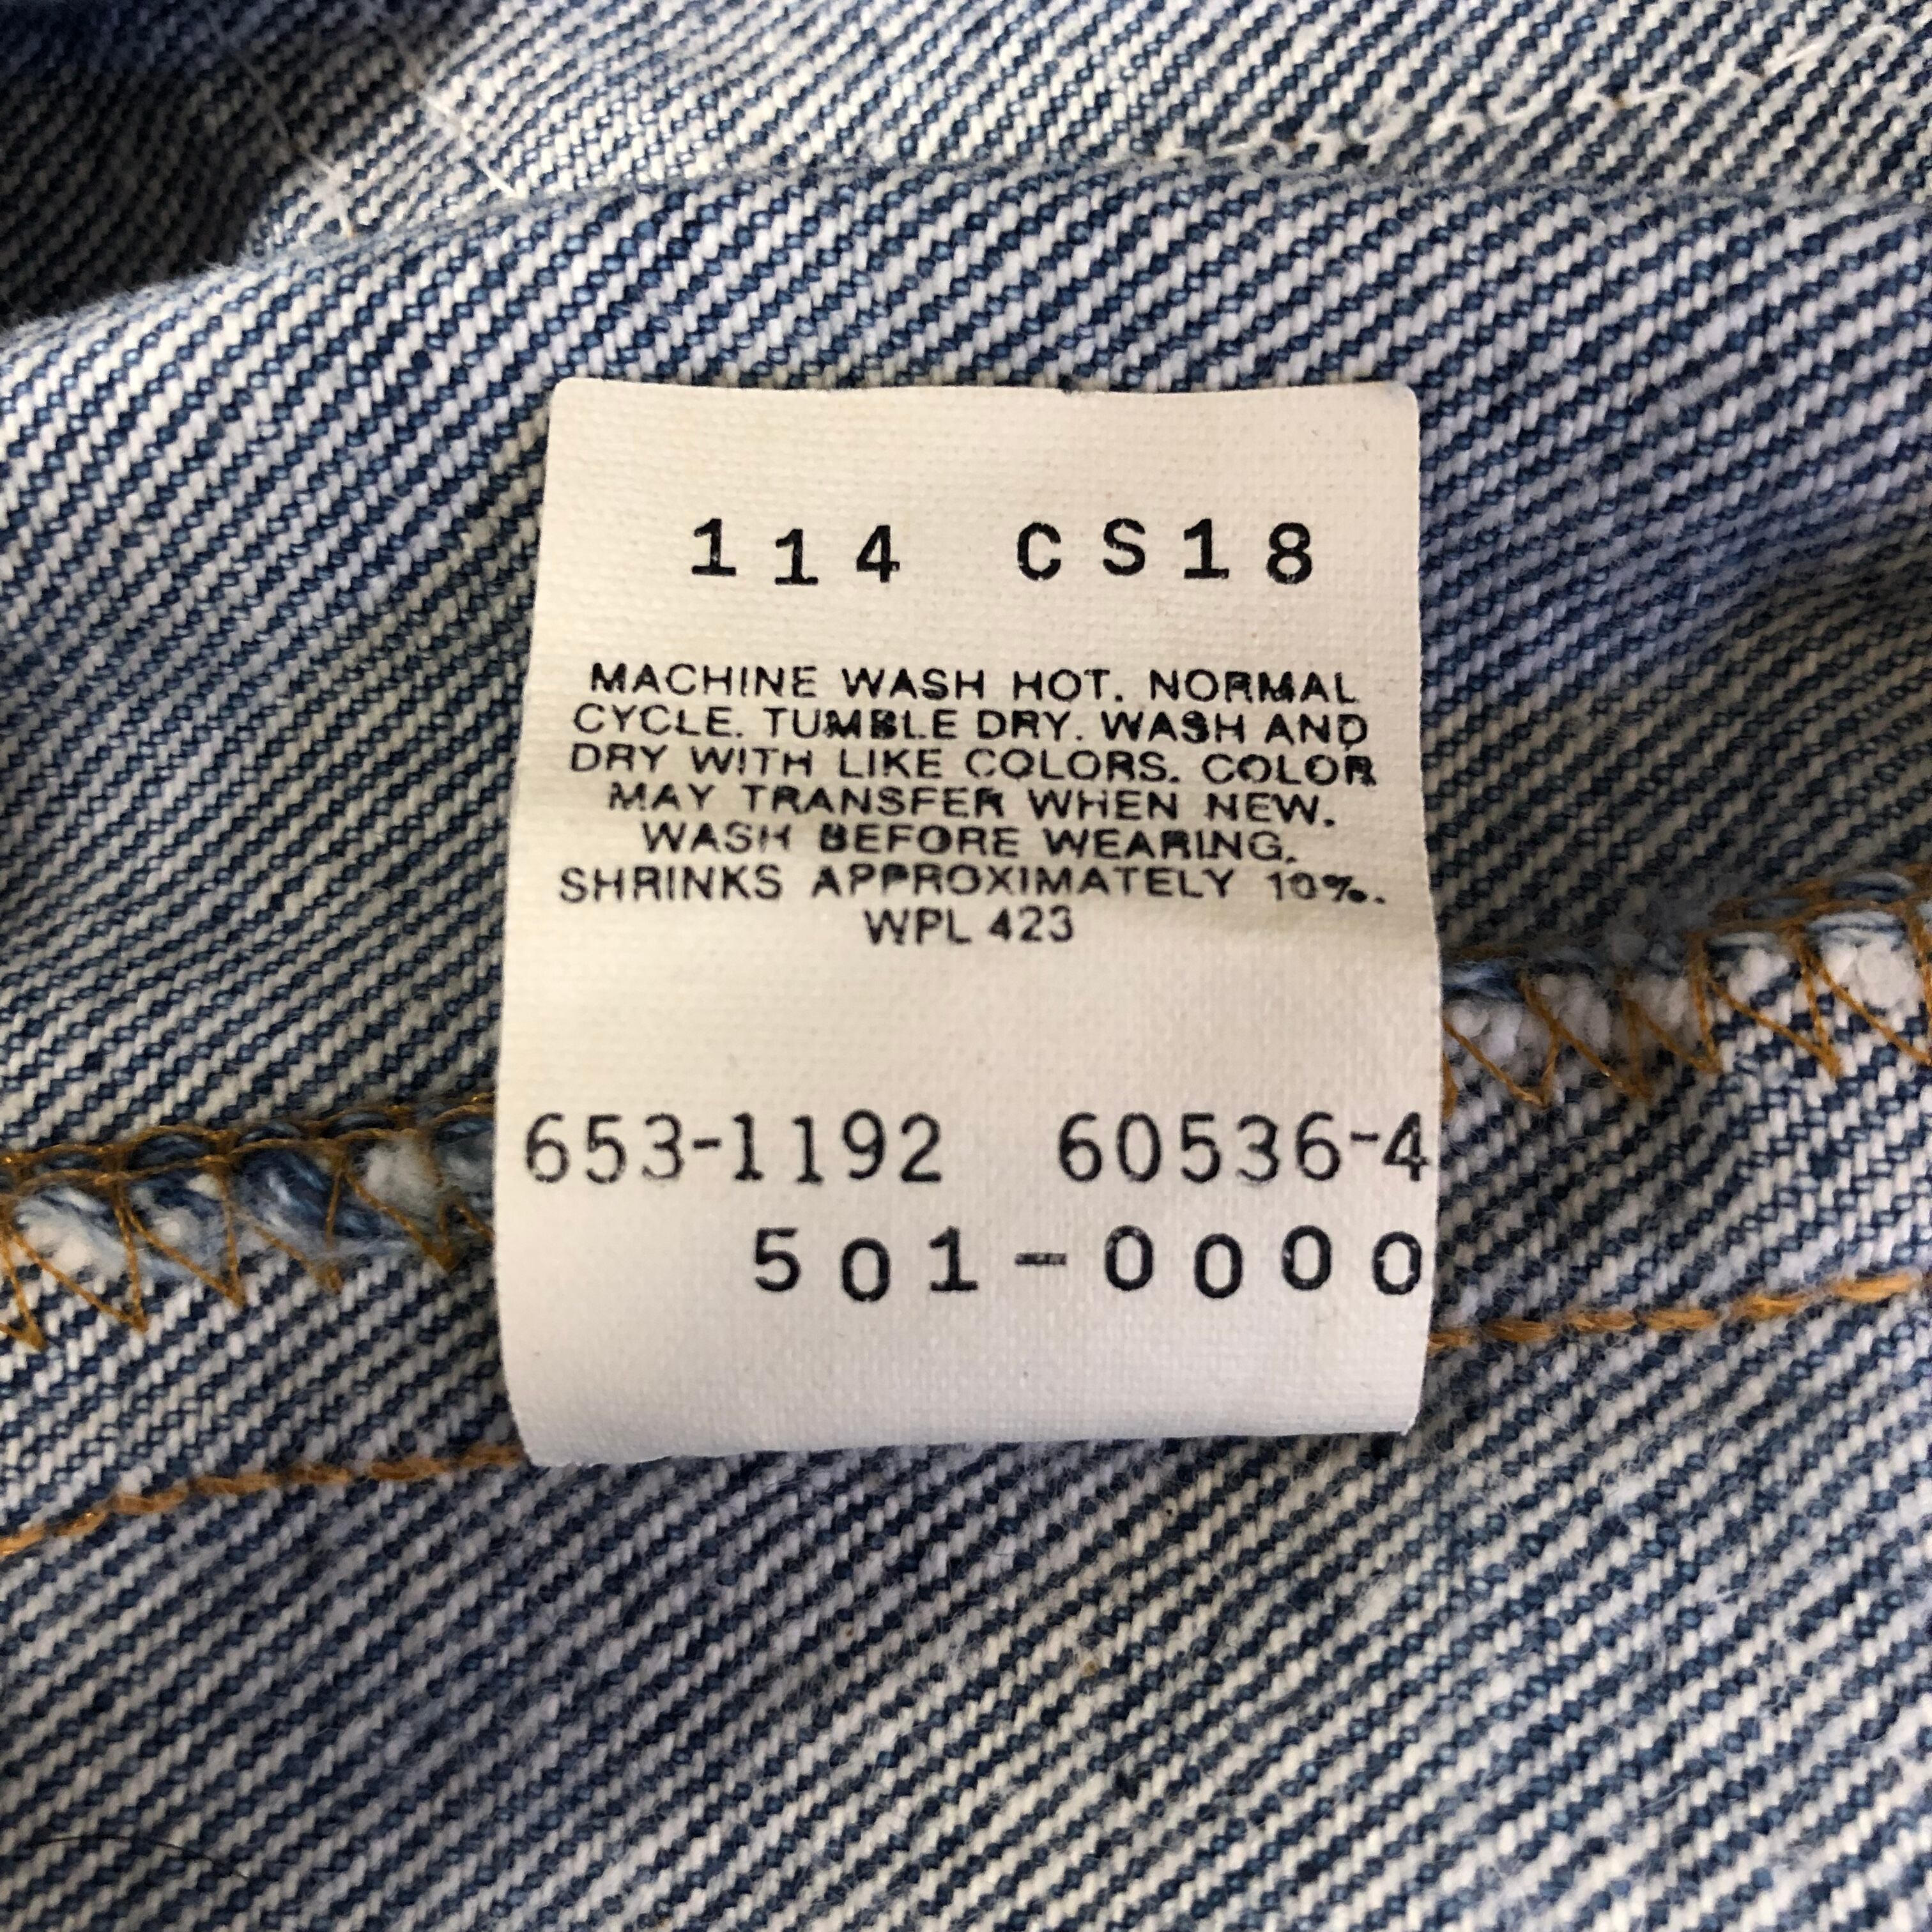 114 CS18
MACHINE WASH HOT. NORMAL
CYCLE. TUMBLE DRY. WASH AND
DRY WITH LIKE COLORS. COLOR
MAY TRANSFER WHEN NEW.
WASH BEFORE WEARING.
SHRINKS APPROXIMATELY 10%.
WPL 423
653-1192 60536-4
501-0000